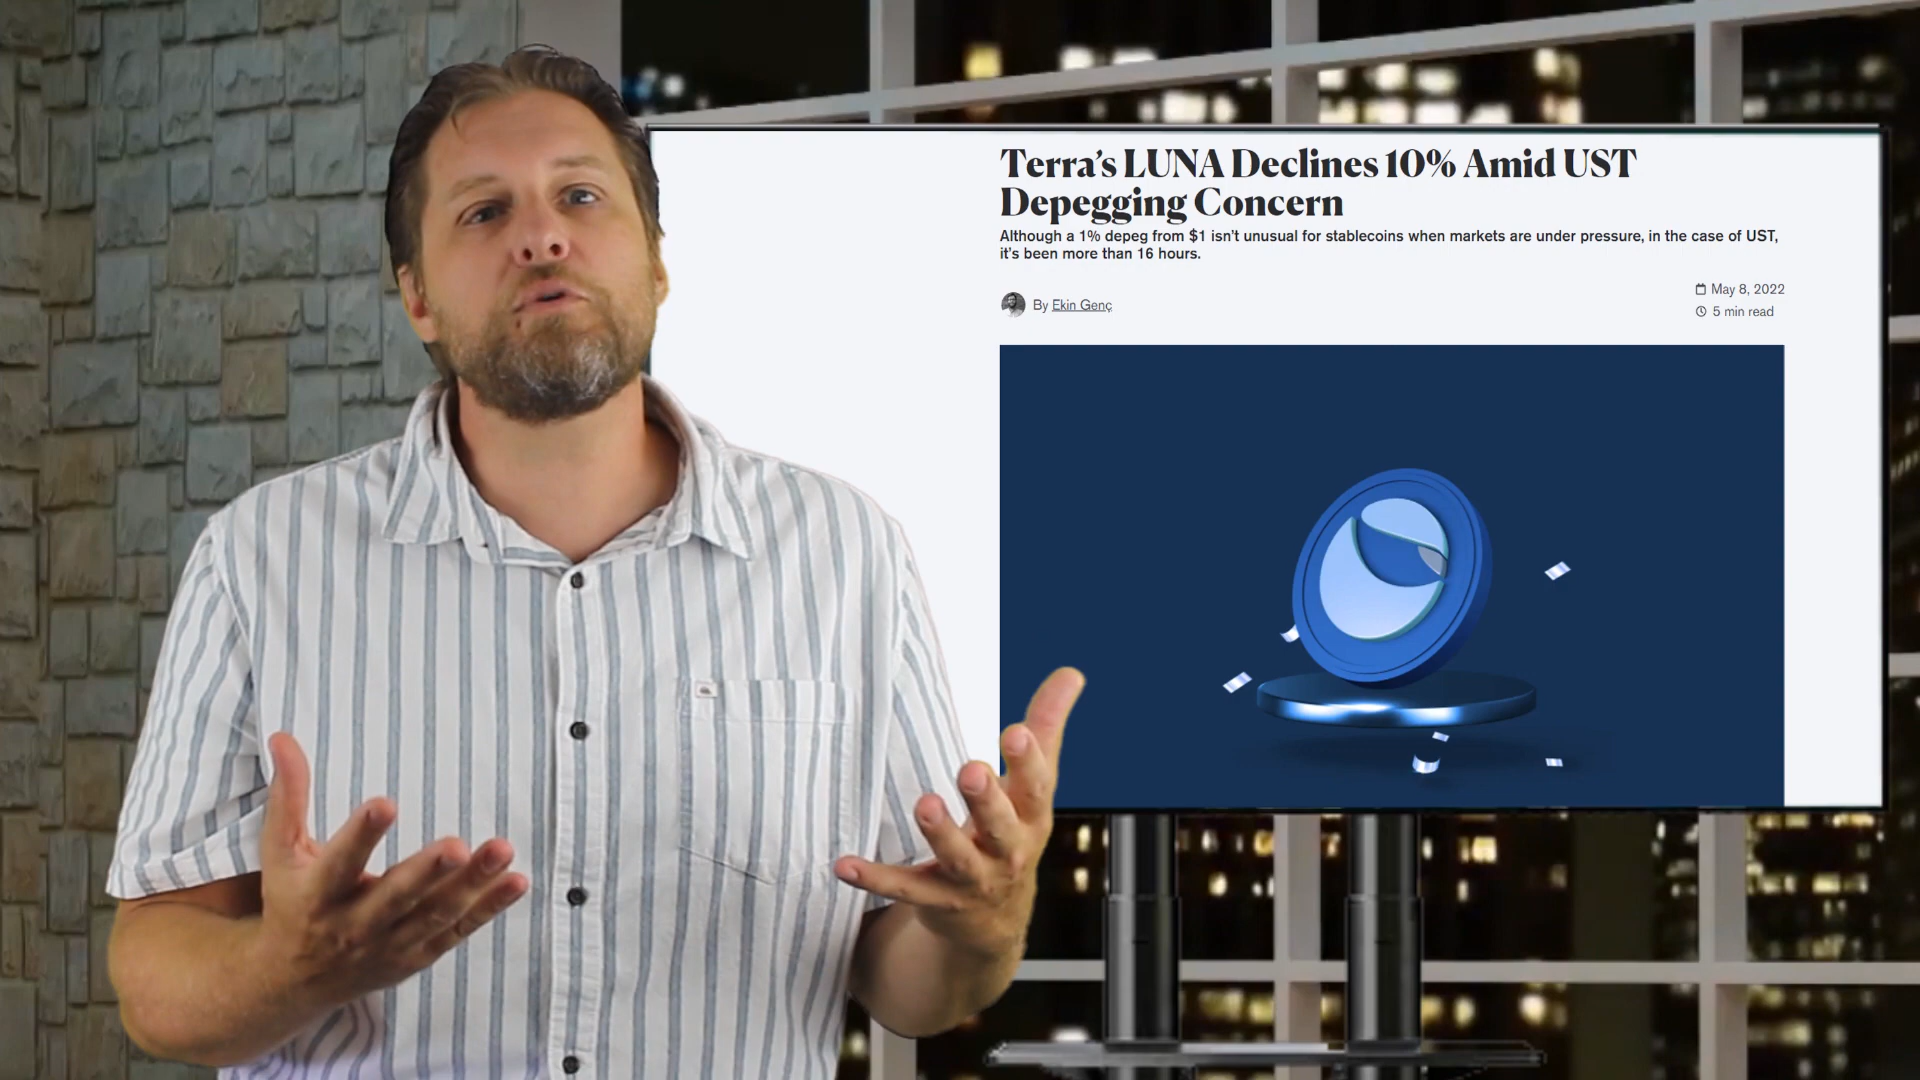 Terra's LUNA Declines 10% Amid UST
Depegging Concern
Although a 1% depeg from $1 isn't unusual for stablecoins when markets are under pressure, in the case of UST,
it's been more than 16 hours.
By Ekin Genç
May 8, 2022
5 min read